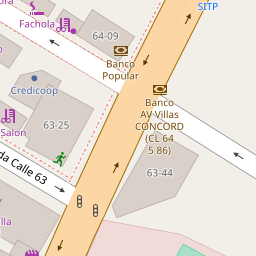 ora
Fachola
64-09
SITP
Banco
Popular
Credicoop
Banco
AV Villas
CONCORD
(CL 64
5 86)
63-25
Salon
da Calle 63
63-44
a